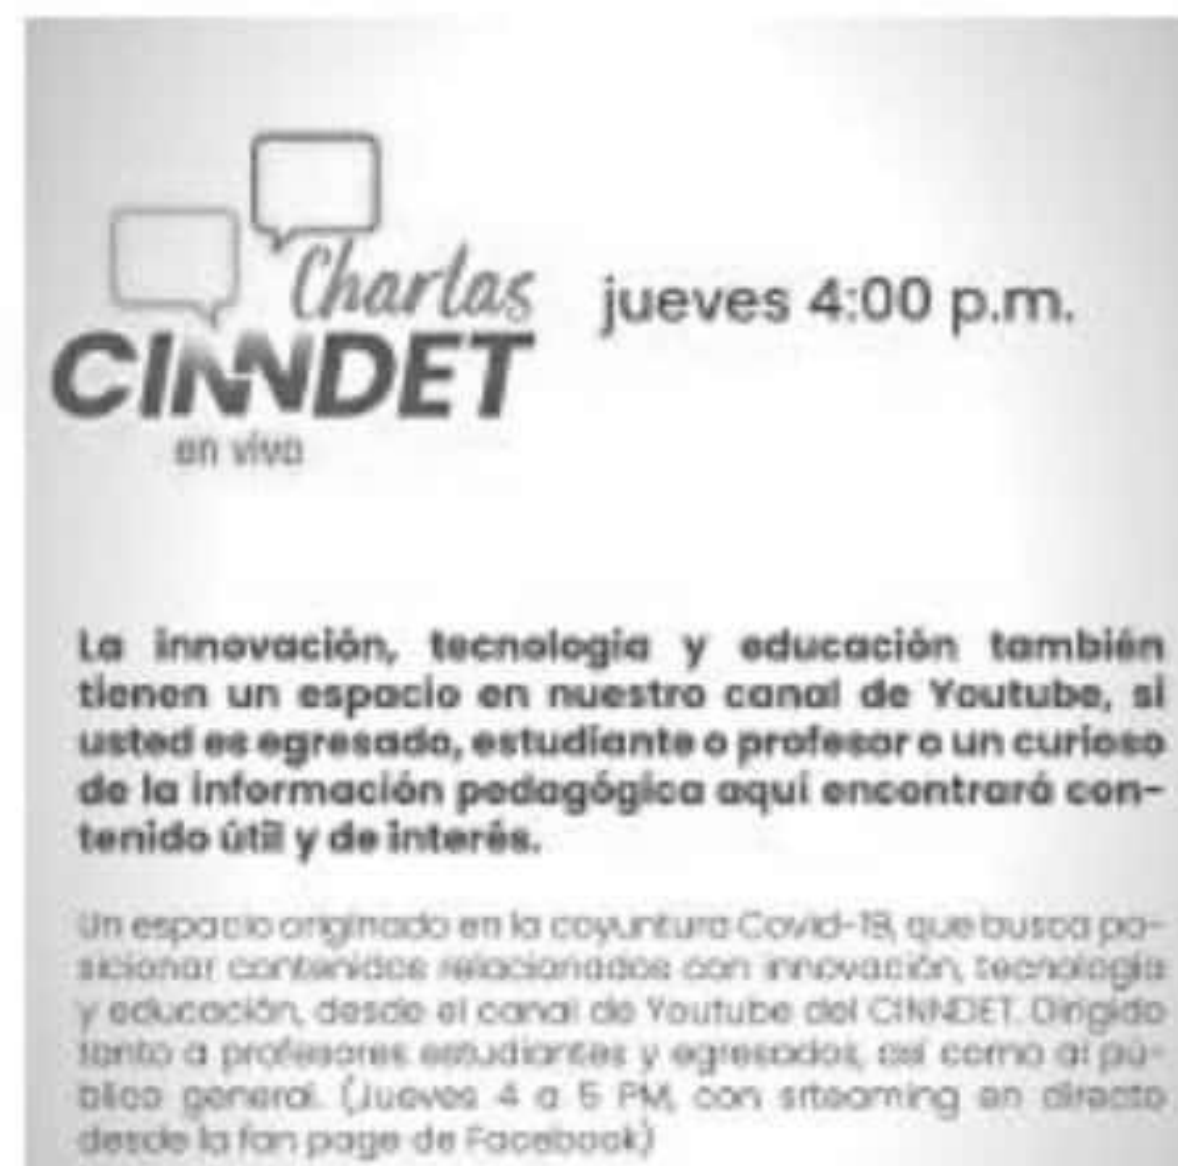 Charlas
CINNDET
en vivo
jueves 4:00 p.m.
La innovación, tecnología y educación también
tienen un espacio en nuestro canal de Youtube, si
usted es egresado, estudiante o profesor o un curioso
de la información pedagógica aquí encontrará con-
tenido útil y de interés.
Un espacio originado en la coyuntura Covid-19, que busca po-
sicionar contenidos relacionados con innovación, tecnología
y educación, desde el canal de Youtube del CINNDET. Dirigido
tanto a profesores estudiantes y egresados, así como al pú-
blico general. (Jueves 4 a 5 PM, con srteaming en directo
desde la fan page de Facebook)